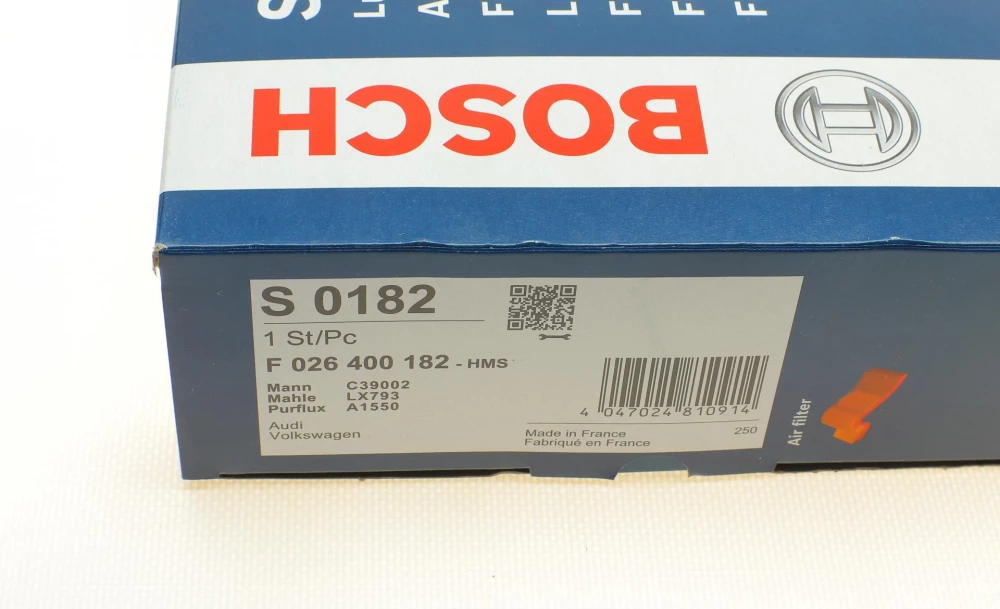 S
L
A
F
L
F
F
F
BOSCH
S 0182
1 St/Pc
F 026 400 182 - HMS
Mann C39002
Mahle LX793
Purflux A1550
Audi
Volkswagen
4 047024 810914
Made in France
Fabriqué en France
250
Air filter